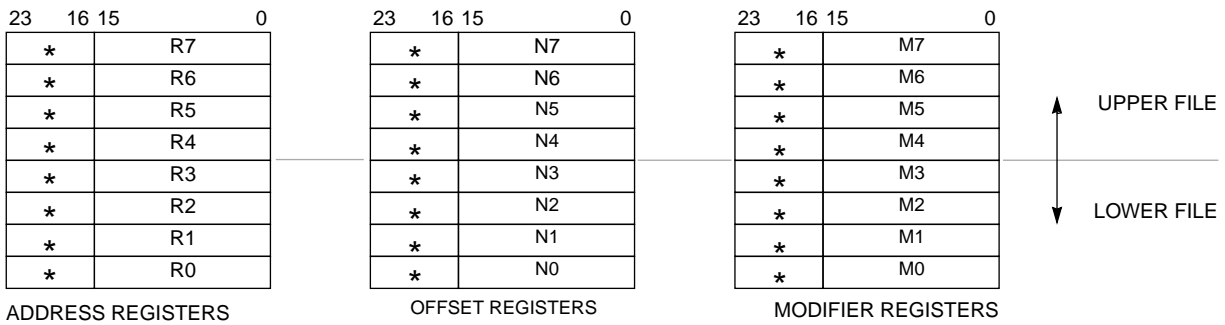 23 16 15 0 23 16 15 0 23 16 15 0
* R7 * N7 * M7
* R6 * N6 * M6
* R5 * N5 * M5 UPPER FILE
* R4 * N4 * M4
* R3 * N3 * M3
* R2 * N2 * M2 LOWER FILE
* R1 * N1 * M1
* R0 * N0 * M0
ADDRESS REGISTERS OFFSET REGISTERS MODIFIER REGISTERS